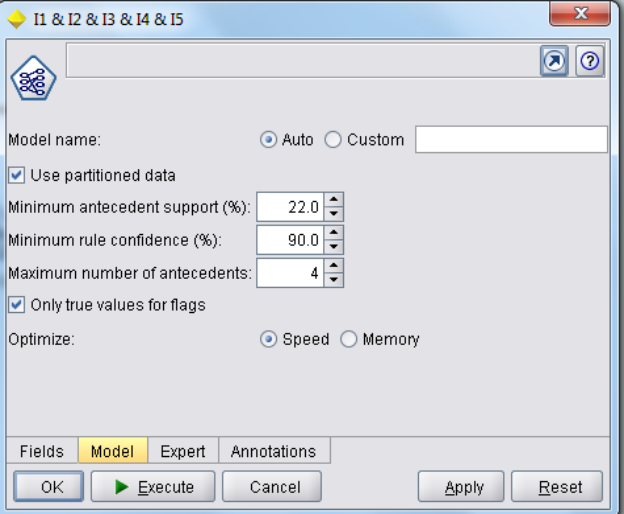 I1 & I2 & I3 & I4 & I5
Model name: Auto Custom
Use partitioned data
Minimum antecedent support (%): 22.0
Minimum rule confidence (%): 90.0
Maximum number of antecedents: 4
Only true values for flags
Optimize: Speed Memory
Fields Model Expert Annotations
OK Execute Cancel Apply Reset